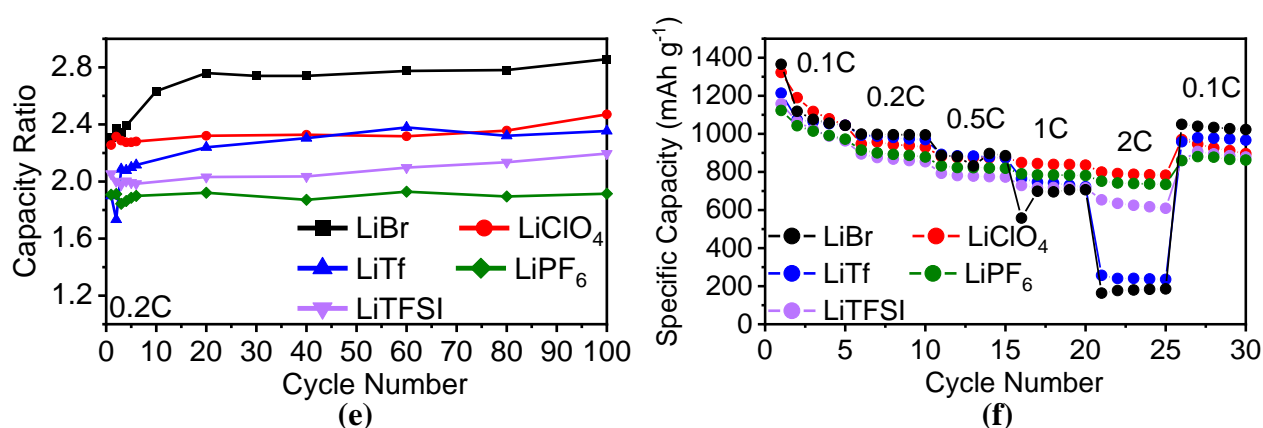 Capacity Ratio
2.8
2.4
2.0
1.6
1.2
0.2C
LiBr
LiClO4
LiTf
LiPF6
LiTFSI
0 10 20 30 40 50 60 70 80 90 100
Cycle Number
(e)
Specific Capacity (mAh g-1)
1400
1200
1000
800
600
400
200
0
0.1C
0.2C
0.5C
1C
2C
0.1C
LiBr
LiClO4
LiTf
LiPF6
LiTFSI
0 5 10 15 20 25 30
Cycle Number
(f)